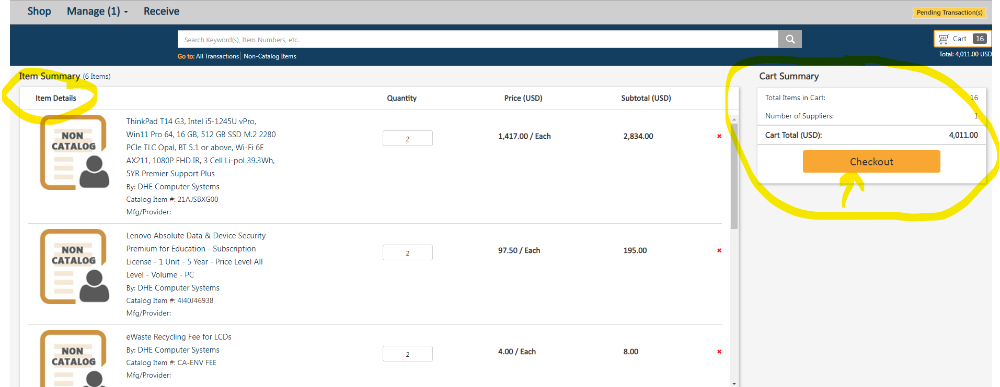 Shop Manage (1) Receive
Pending Transaction(s)
Search Keyword(s), Item Numbers, etc.
Cart 16
Go to: All Transactions Non-Catalog Items
Total: 4,011.00 USD
Item Summary (6 Items)
Item Details Quantity Price (USD) Subtotal (USD)
NON
CATALOG
ThinkPad T14 G3, Intel i5-1245U vPro,
Win11 Pro 64, 16 GB, 512 GB SSD M.2 2280
PCIe TLC Opal, BT 5.1 or above, Wi-Fi 6E
AX211, 1080P FHD IR, 3 Cell Li-pol 39.3Wh,
5YR Premier Support Plus
By: DHE Computer Systems
Catalog Item #: 21AJSBXG00
Mfg/Provider:
2 1,417.00 / Each 2,834.00
NON
CATALOG
Lenovo Absolute Data & Device Security
Premium for Education - Subscription
License - 1 Unit - 5 Year - Price Level All
Level - Volume - PC
By: DHE Computer Systems
Catalog Item #: 4I40J46938
Mfg/Provider:
2 97.50 / Each 195.00
NON
CATALOG
eWaste Recycling Fee for LCDs
By: DHE Computer Systems
Catalog Item #: CA-ENV FEE
Mfg/Provider:
2 4.00 / Each 8.00
Cart Summary
Total Items in Cart: 16
Number of Suppliers: 1
Cart Total (USD): 4,011.00
Checkout